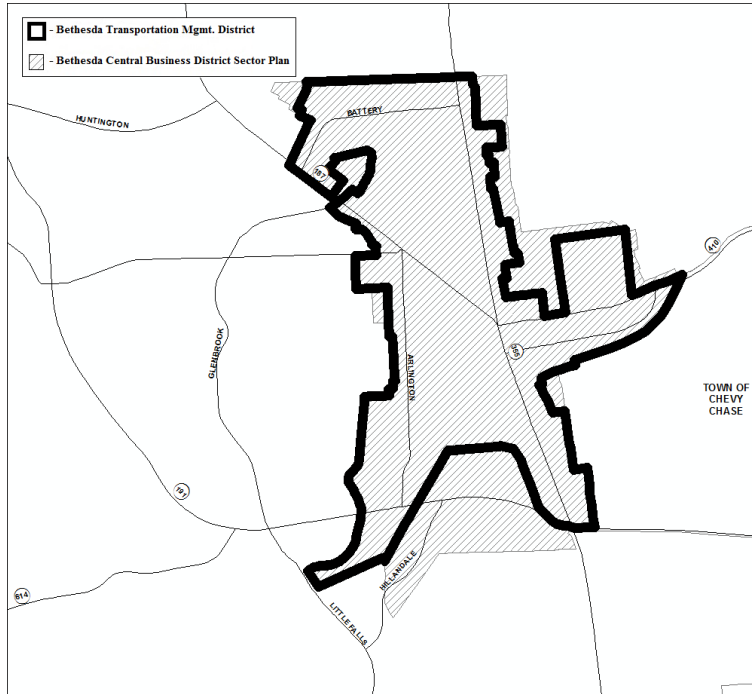 - Bethesda Transportation Mgmt. District
- Bethesda Central Business District Sector Plan
HUNTINGTON
BATTERY
187
410
GLENBROOK
ARLINGTON
355
TOWN OF
CHEVY
CHASE
191
HILLANDALE
614
LITTLE FALLS